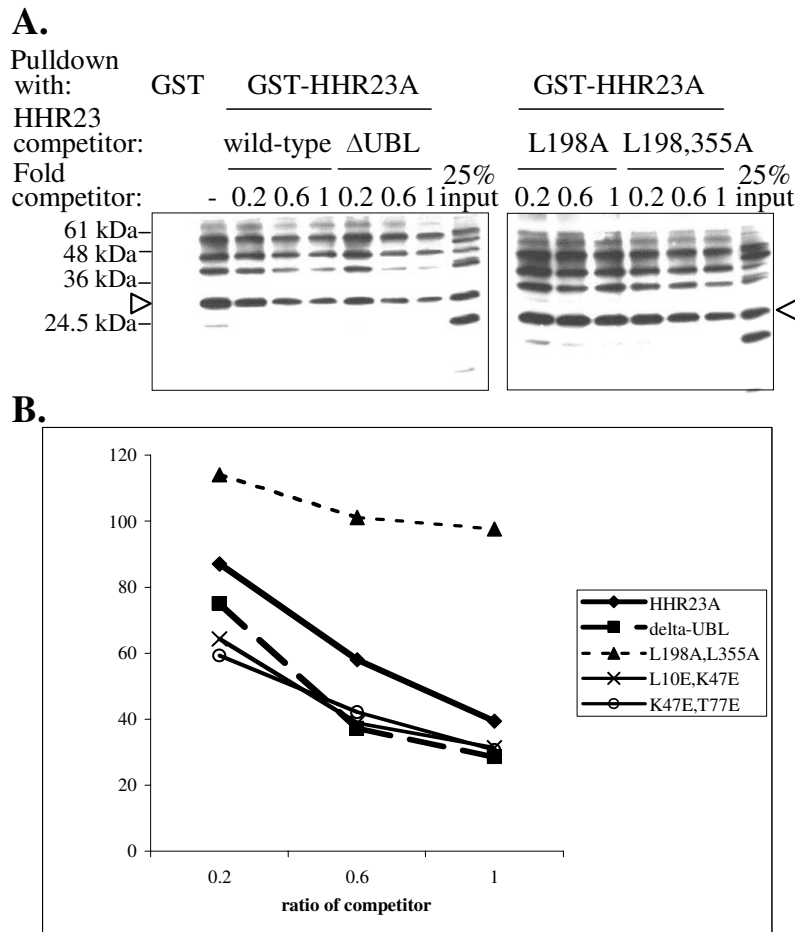 A.
Pulldown with: GST GST-HHR23A GST-HHR23A
HHR23 competitor: wild-type ΔUBL L198A L198,355A
Fold competitor: - 0.2 0.6 1 0.2 0.6 1 25% input 0.2 0.6 1 0.2 0.6 1 25% input
61 kDa
48 kDa
36 kDa
24.5 kDa
B.
120
100
80
60
40
20
0
0.2 0.6 1
ratio of competitor
HHR23A
delta-UBL
L198A,L355A
L10E,K47E
K47E,T77E